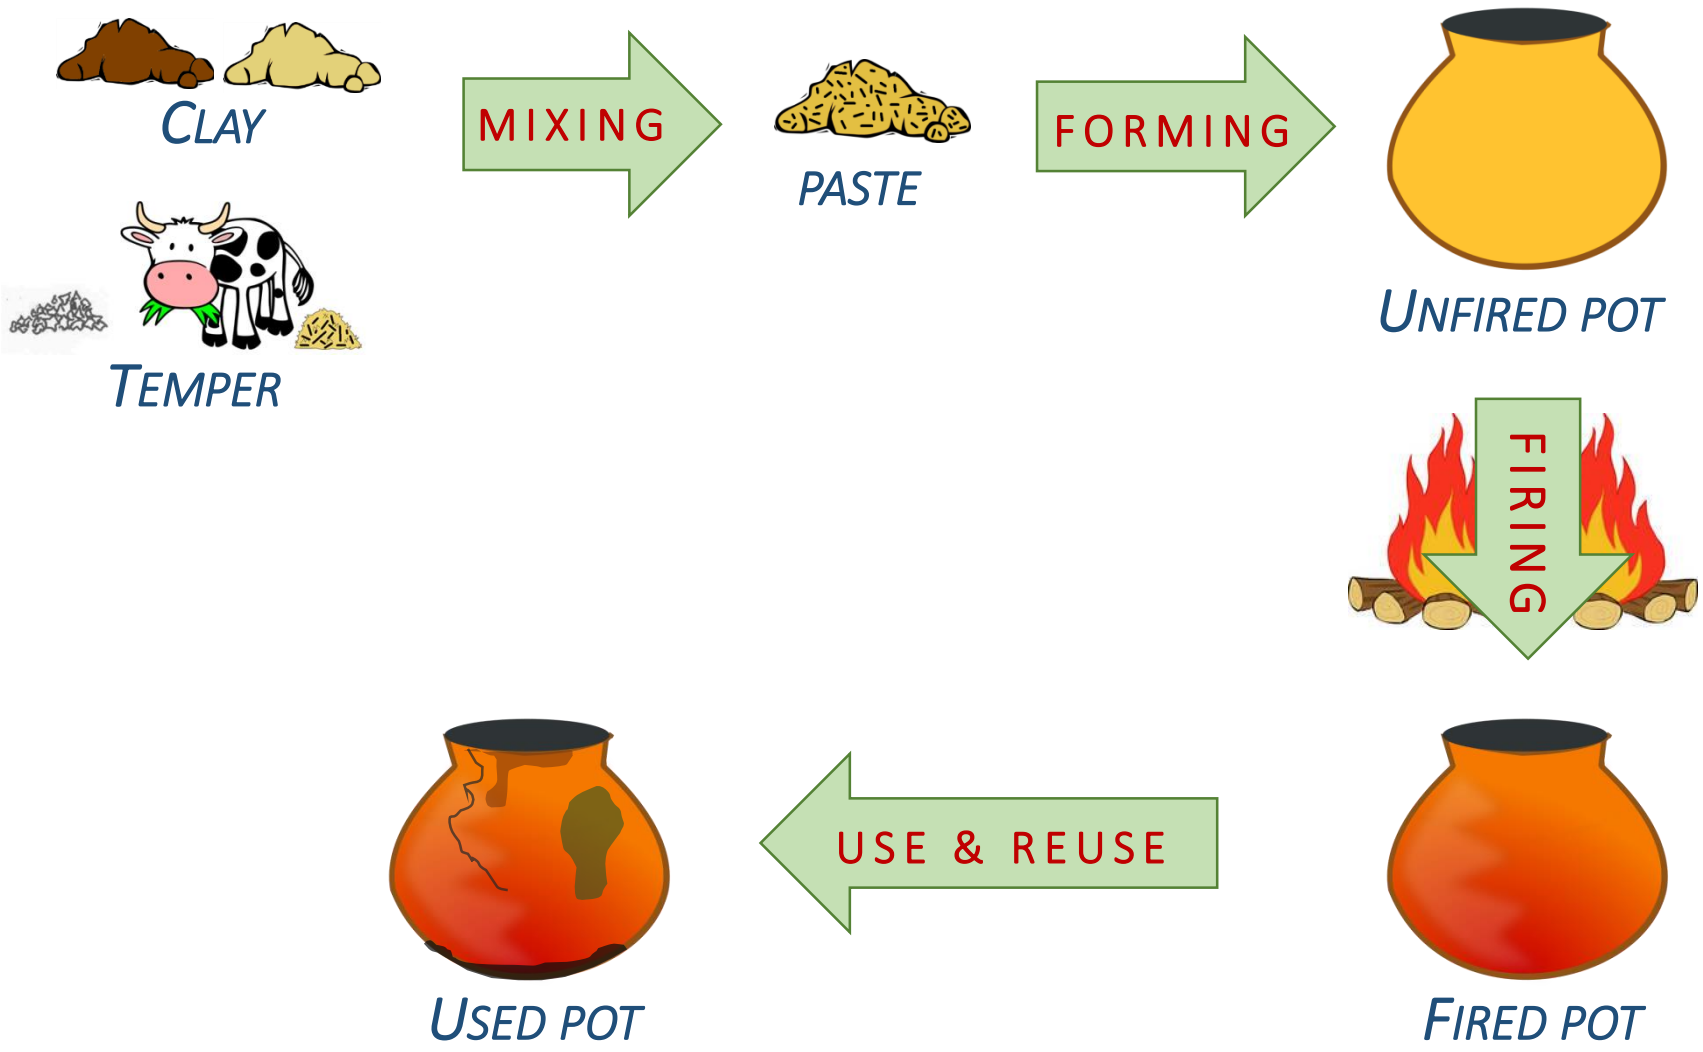 CLAY
MIXING
PASTE
FORMING
TEMPER
UNFIRED POT
FIRING
USE & REUSE
USED POT
FIRED POT